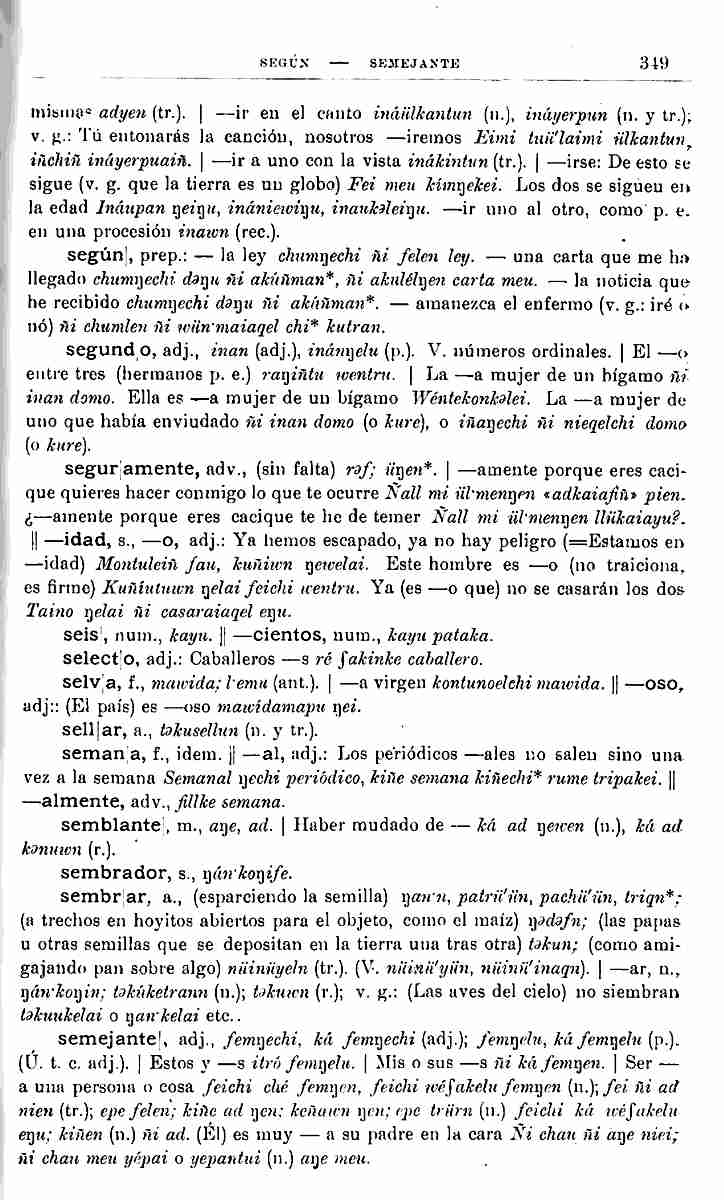 SEGÚN — SEMEJANTE 349
mismas adyen (tr.). | —ir en el canto ináülkantun (n.), ináyerpun (n. y tr.);
v. g.: Tú entonarás la canción, nosotros —iremos Eimi tuü'laimi ülkantun,
iñchiñ ináyerpuaiñ. | —ir a uno con la vista inákintun (tr.). | —irse: De esto se
sigue (v. g. que la tierra es un globo) Fei meu kimŋekei. Los dos se siguen en
la edad Ináupan ŋeiŋu, inániewiŋu, inaukəleiŋu. —ir uno al otro, como p. e.
en una procesión inawn (rec.).
según|, prep.: — la ley chumŋechi ñi felen ley. — una carta que me ha
llegado chumŋechi dəŋu ñi akúñman*, ñi akulélŋen carta meu. — la noticia que
he recibido chumŋechi dəŋu ñi akúñman*. — amanezca el enfermo (v. g.: iré o
nó) ñi chumlen ñi wün·maiaqel chi* kutran.
segund|o, adj., inan (adj.), inánŋelu (p.). V. números ordinales. | El —o
entre tres (hermanos p. e.) raŋiñtu wentru. | La —a mujer de un bígamo ñi
inan domo. Ella es —a mujer de un bígamo Wéntekonkəlei. La —a mujer de
uno que había enviudado ñi inan domo (o kure), o iñaŋechi ñi nieqelchi domo
(o kure).
segur|amente, adv., (sin falta) rəf; üŋen*. | —amente porque eres caci-
que quieres hacer conmigo lo que te ocurre Ñall mi ül·menŋen «adkaiafiñ» pien.
¿—amente porque eres cacique te he de temer Ñall mi ül·menŋen llükaiayu?.
|| —idad, s., —o, adj.: Ya hemos escapado, ya no hay peligro (=Estamos en
—idad) Montuleiñ fau, kuñiwn ŋewelai. Este hombre es —o (no traiciona,
es firme) Kuñiutuwn ŋelai feichi wentru. Ya (es —o que) no se casarán los dos
Taino ŋelai ñi casaraiaqel eŋu.
seis|, num., kayu. || —cientos, num., kayu pataka.
select|o, adj.: Caballeros —s ré ʃakinke caballero.
selv|a, f., mawida; l·emu (ant.). | —a virgen kontunoelchi mawida. || —oso,
adj:: (El país) es —oso mawidamapu ŋei.
sell|ar, a., təkusellun (n. y tr.).
seman|a, f., idem. || —al, adj.: Los periódicos —ales no salen sino una
vez a la semana Semanal ŋechi periódico, kiñe semana kiñechi* rume tripakei. ||
—almente, adv., fillke semana.
semblante|, m., aŋe, ad. | Haber mudado de — ká ad ŋewen (n.), ká ad
kənuwn (r.).
sembrador, s., ŋán·koŋife.
sembr|ar, a., (esparciendo la semilla) ŋan·n, patrü'ün, pachü'ün, triqn*;
(a trechos en hoyitos abiertos para el objeto, como el maíz) ŋədəfn; (las papas
u otras semillas que se depositan en la tierra una tras otra) təkun; (como ami-
gajando pan sobre algo) nüinüyeln (tr.). (V. nüinü'yün, nüinü'inaqn). | —ar, n.,
ŋán·koŋin; təkúketrann (n.); təkuwn (r.); v. g.: (Las aves del cielo) no siembran
təkuukelai o ŋan·kelai etc..
semejante|, adj., femŋechi, ká femŋechi (adj.); femŋelu, ká femŋelu (p.).
(Ú. t. c. adj.). | Estos y —s itró femŋelu. | Mis o sus —s ñi ká femŋen. | Ser —
a una persona o cosa feichi ché femŋen, feichi wéʃakelu femŋen (n.); fei ñi ad
nien (tr.); epe felen; kiñe ad ŋen; keñawn ŋen; epe trürn (n.) feichi ká wéʃakelu
eŋu; kiñen (n.) ñi ad. (Él) es muy — a su padre en la cara Ñi chau ñi aŋe niei;
ñi chau meu yépai o yepantui (n.) aŋe meu.